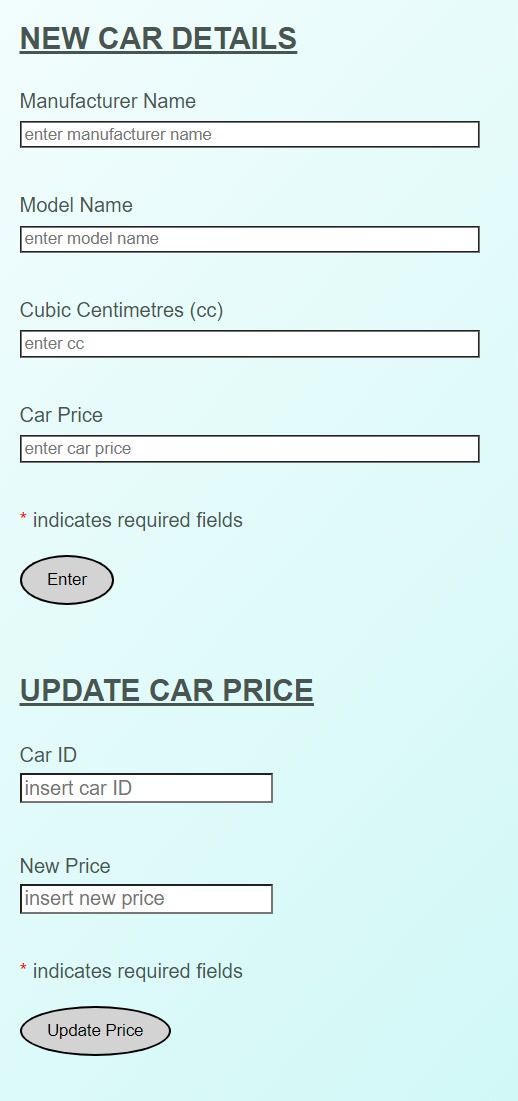 NEW CAR DETAILS
Manufacturer Name
enter manufacturer name
Model Name
enter model name
Cubic Centimetres (cc)
enter cc
Car Price
enter car price
* indicates required fields
Enter
UPDATE CAR PRICE
Car ID
insert car ID
New Price
insert new price
* indicates required fields
Update Price